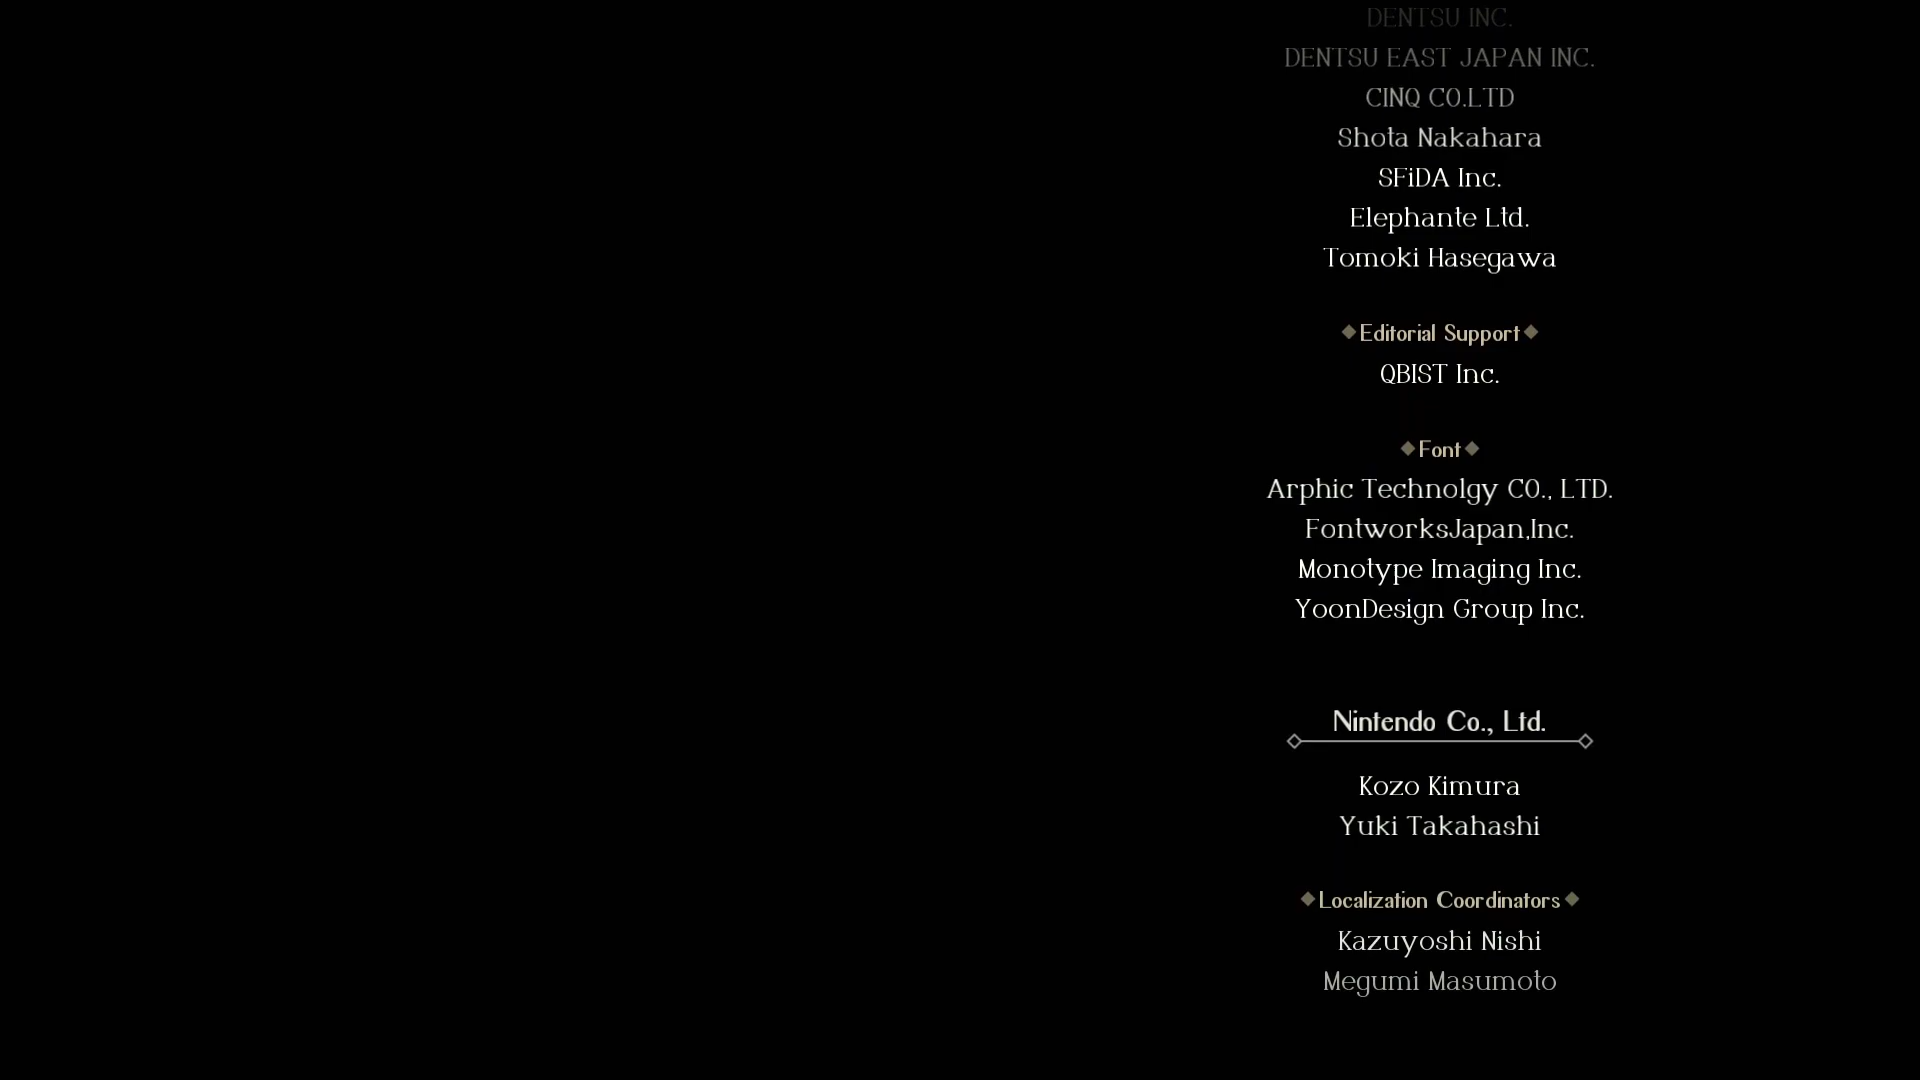 DENTSU INC.
DENTSU EAST JAPAN INC.
CINQ CO.LTD
Shota Nakahara
SFiDA Inc.
Elephante Ltd.
Tomoki Hasegawa
◆Editorial Support◆
QBIST Inc.
◆Font◆
Arphic Technolgy CO., LTD.
FontworksJapan,Inc.
Monotype Imaging Inc.
YoonDesign Group Inc.
Nintendo Co., Ltd.
Kozo Kimura
Yuki Takahashi
◆Localization Coordinators◆
Kazuyoshi Nishi
Megumi Masumoto